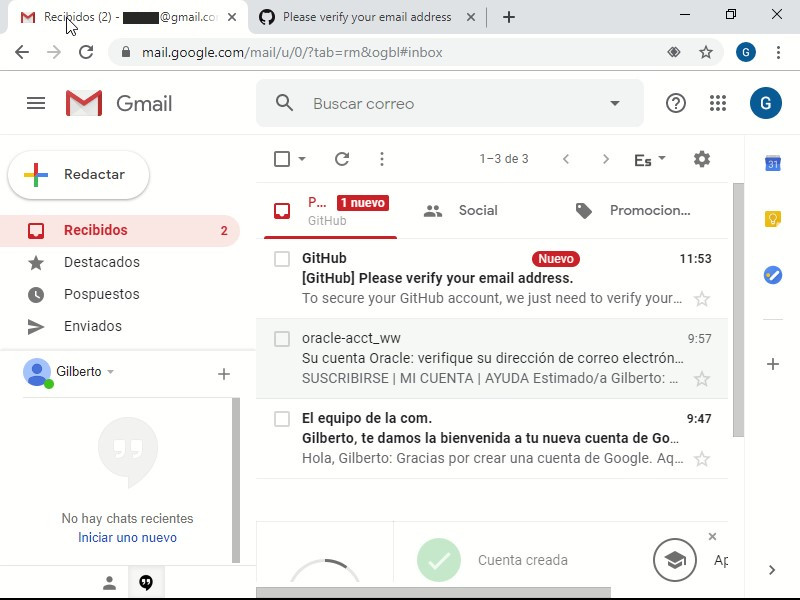 Recibidos (2) - @gmail.co
Please verify your email address
mail.google.com/mail/u/0/?tab=rm&ogbl#inbox
G
Gmail
Buscar correo
G
Redactar
1–3 de 3
Es
31
P... 1 nuevo
GitHub
Social
Promocion...
Recibidos 2
Destacados
Pospuestos
Enviados
GitHub Nuevo 11:53
[GitHub] Please verify your email address.
To secure your GitHub account, we just need to verify your...
oracle-acct_ww 9:57
Su cuenta Oracle: verifique su dirección de correo electrón...
SUSCRIBIRSE | MI CUENTA | AYUDA Estimado/a Gilberto: ...
El equipo de la com. 9:47
Gilberto, te damos la bienvenida a tu nueva cuenta de Go...
Hola, Gilberto: Gracias por crear una cuenta de Google. Aq...
Gilberto
No hay chats recientes
Iniciar uno nuevo
Cuenta creada
Ap